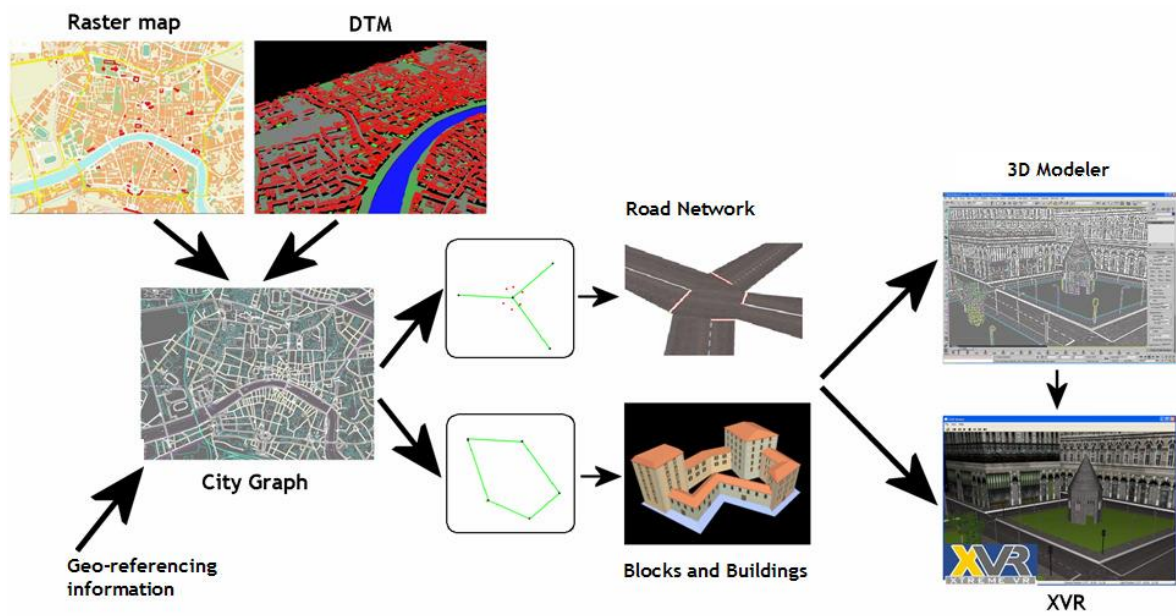 Raster map
DTM
3D Modeler
Road Network
City Graph
Geo-referencing
information
Blocks and Buildings
XVR
XTREME VR
XVR